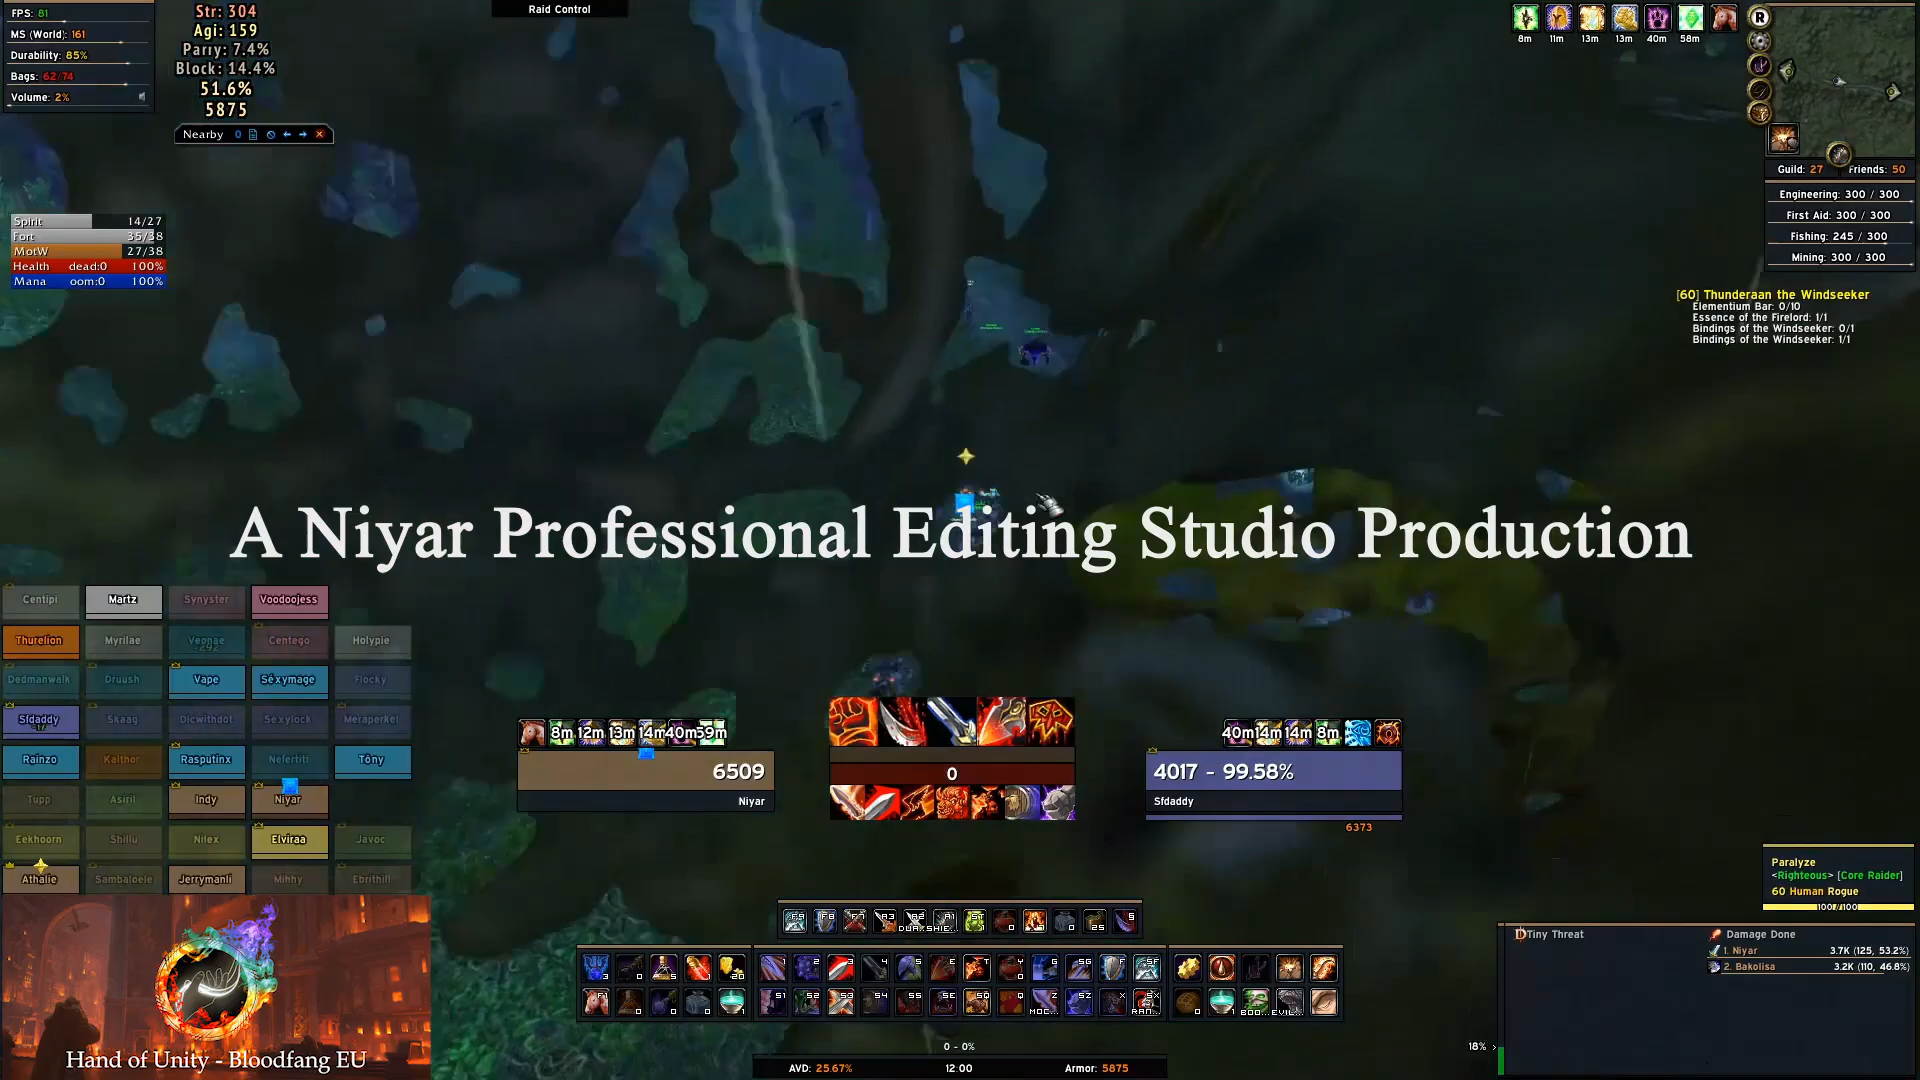 FPS: 81
MS (World): 161
Durability: 85%
Bags: 62/74
Volume: 2%
Str: 304
Agi: 159
Parry: 7.4%
Block: 14.4%
51.6%
5875
Nearby 0
Raid Control
8m 11m 13m 13m 40m 58m
R
Guild: 27 Friends: 50
Engineering: 300 / 300
First Aid: 300 / 300
Fishing: 245 / 300
Mining: 300 / 300
Spirit 14/27
Fort 35/38
MotW 27/38
Health dead:0 100%
Mana oom:0 100%
[60] Thunderaan the Windseeker
Elementium Bar: 0/10
Essence of the Firelord: 1/1
Bindings of the Windseeker: 0/1
Bindings of the Windseeker: 1/1
A Niyar Professional Editing Studio Production
Centipi Martz Synyster Voodoojess
Thurelion Myrilae Veonae Centego Holypie
-292
Dedmanwalk Druush Vape Séxymage Flocky
Sfdaddy Skaag Dicwithdot Sexylock Meraperkel
-17
Rainzo Kaithor Rasputinx Nefertiti Tôny
Tupp Asiril Indy Niyar
Eekhoorn Shillu Nilex Elviraa Javoc
Athalie Sambaloele Jerrymanli Mihhy Ebrithill
8m 12m 13m 14m 40m 59m
6509
Niyar
0
40m 14m 14m 8m
4017 - 99.58%
Sfdaddy
6373
Paralyze
<Righteous> [Core Raider]
60 Human Rogue
100 / 100
Tiny Threat
Damage Done
1. Niyar 3.7K (125, 53.2%)
2. Bakolisa 3.2K (110, 46.8%)
18%
0 - 0%
AVD: 25.67% 12:00 Armor: 5875
Hand of Unity - Bloodfang EU